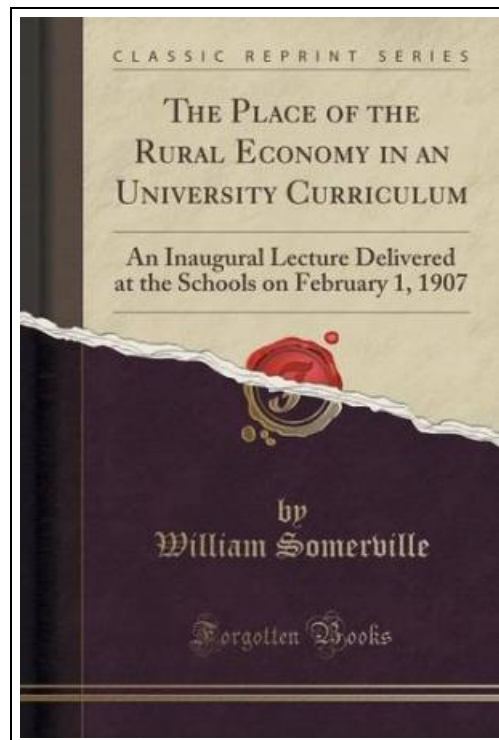 CLASSIC REPRINT SERIES
THE PLACE OF THE
RURAL ECONOMY IN AN
UNIVERSITY CURRICULUM
An Inaugural Lecture Delivered
at the Schools on February 1, 1907
F
by
William Somerville
Forgotten Books